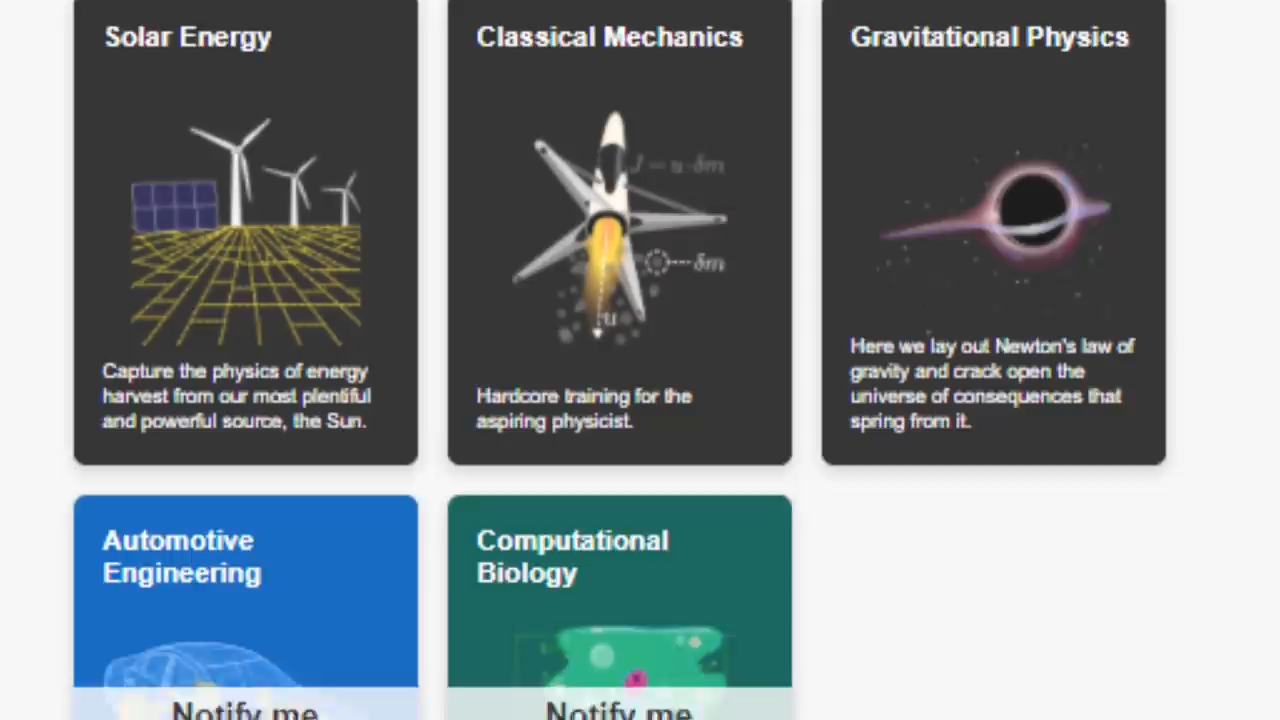 Solar Energy
Capture the physics of energy
harvest from our most plentiful
and powerful source, the Sun.
Classical Mechanics
J = u·δm
δm
u
Hardcore training for the
aspiring physicist.
Gravitational Physics
Here we lay out Newton's law of
gravity and crack open the
universe of consequences that
spring from it.
Automotive
Engineering
Notify me
Computational
Biology
Notify me